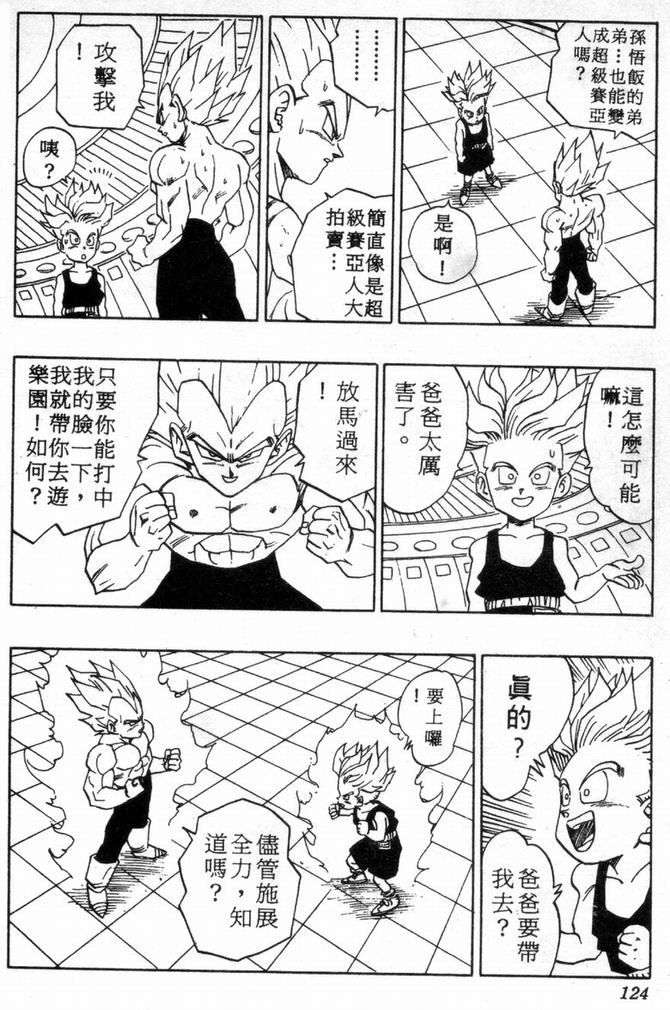 孫悟飯的弟
弟…也能變
成超級賽亞
人嗎？
是啊！
…………
……
簡直像是超
級賽亞人大
拍賣…
攻擊我
！
咦？
這怎麼可能
嘛！
爸爸太厲
害了。
放馬過來
！
只要你能打中
我的臉一下，
我就帶你去遊
樂園！如何？
眞的？
爸爸要帶
我去？
要上囉
！
儘管施展
全力，知
道嗎？
124